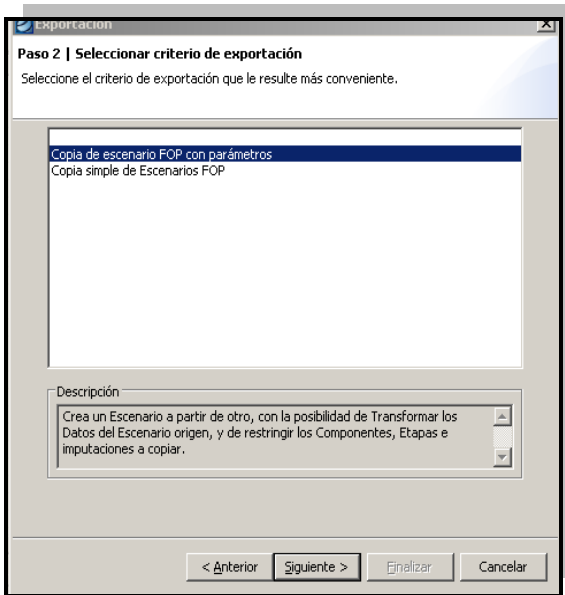 Exportación
Paso 2 | Seleccionar criterio de exportación
Seleccione el criterio de exportación que le resulte más conveniente.
Copia de escenario FOP con parámetros
Copia simple de Escenarios FOP
Descripción
Crea un Escenario a partir de otro, con la posibilidad de Transformar los
Datos del Escenario origen, y de restringir los Componentes, Etapas e
imputaciones a copiar.
< Anterior Siguiente > Finalizar Cancelar